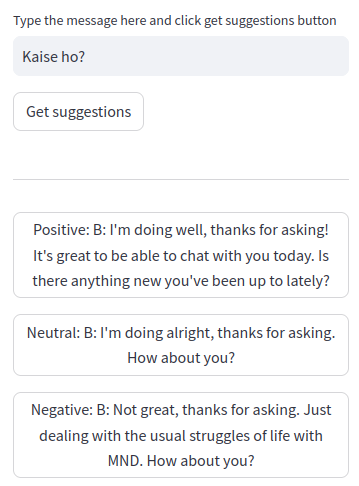 Type the message here and click get suggestions button
Kaise ho?
Get suggestions
Positive: B: I'm doing well, thanks for asking!
It's great to be able to chat with you today. Is
there anything new you've been up to lately?
Neutral: B: I'm doing alright, thanks for asking.
How about you?
Negative: B: Not great, thanks for asking. Just
dealing with the usual struggles of life with
MND. How about you?